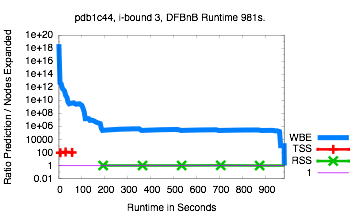 pdb1c44, i-bound 3, DFBnB Runtime 981s.
Ratio Prediction / Nodes Expanded
1e+20
1e+18
1e+16
1e+14
1e+12
1e+10
1e+08
1e+06
10000
100
1
0.01
0 100 200 300 400 500 600 700 800 900
Runtime in Seconds
WBE
TSS
RSS
1